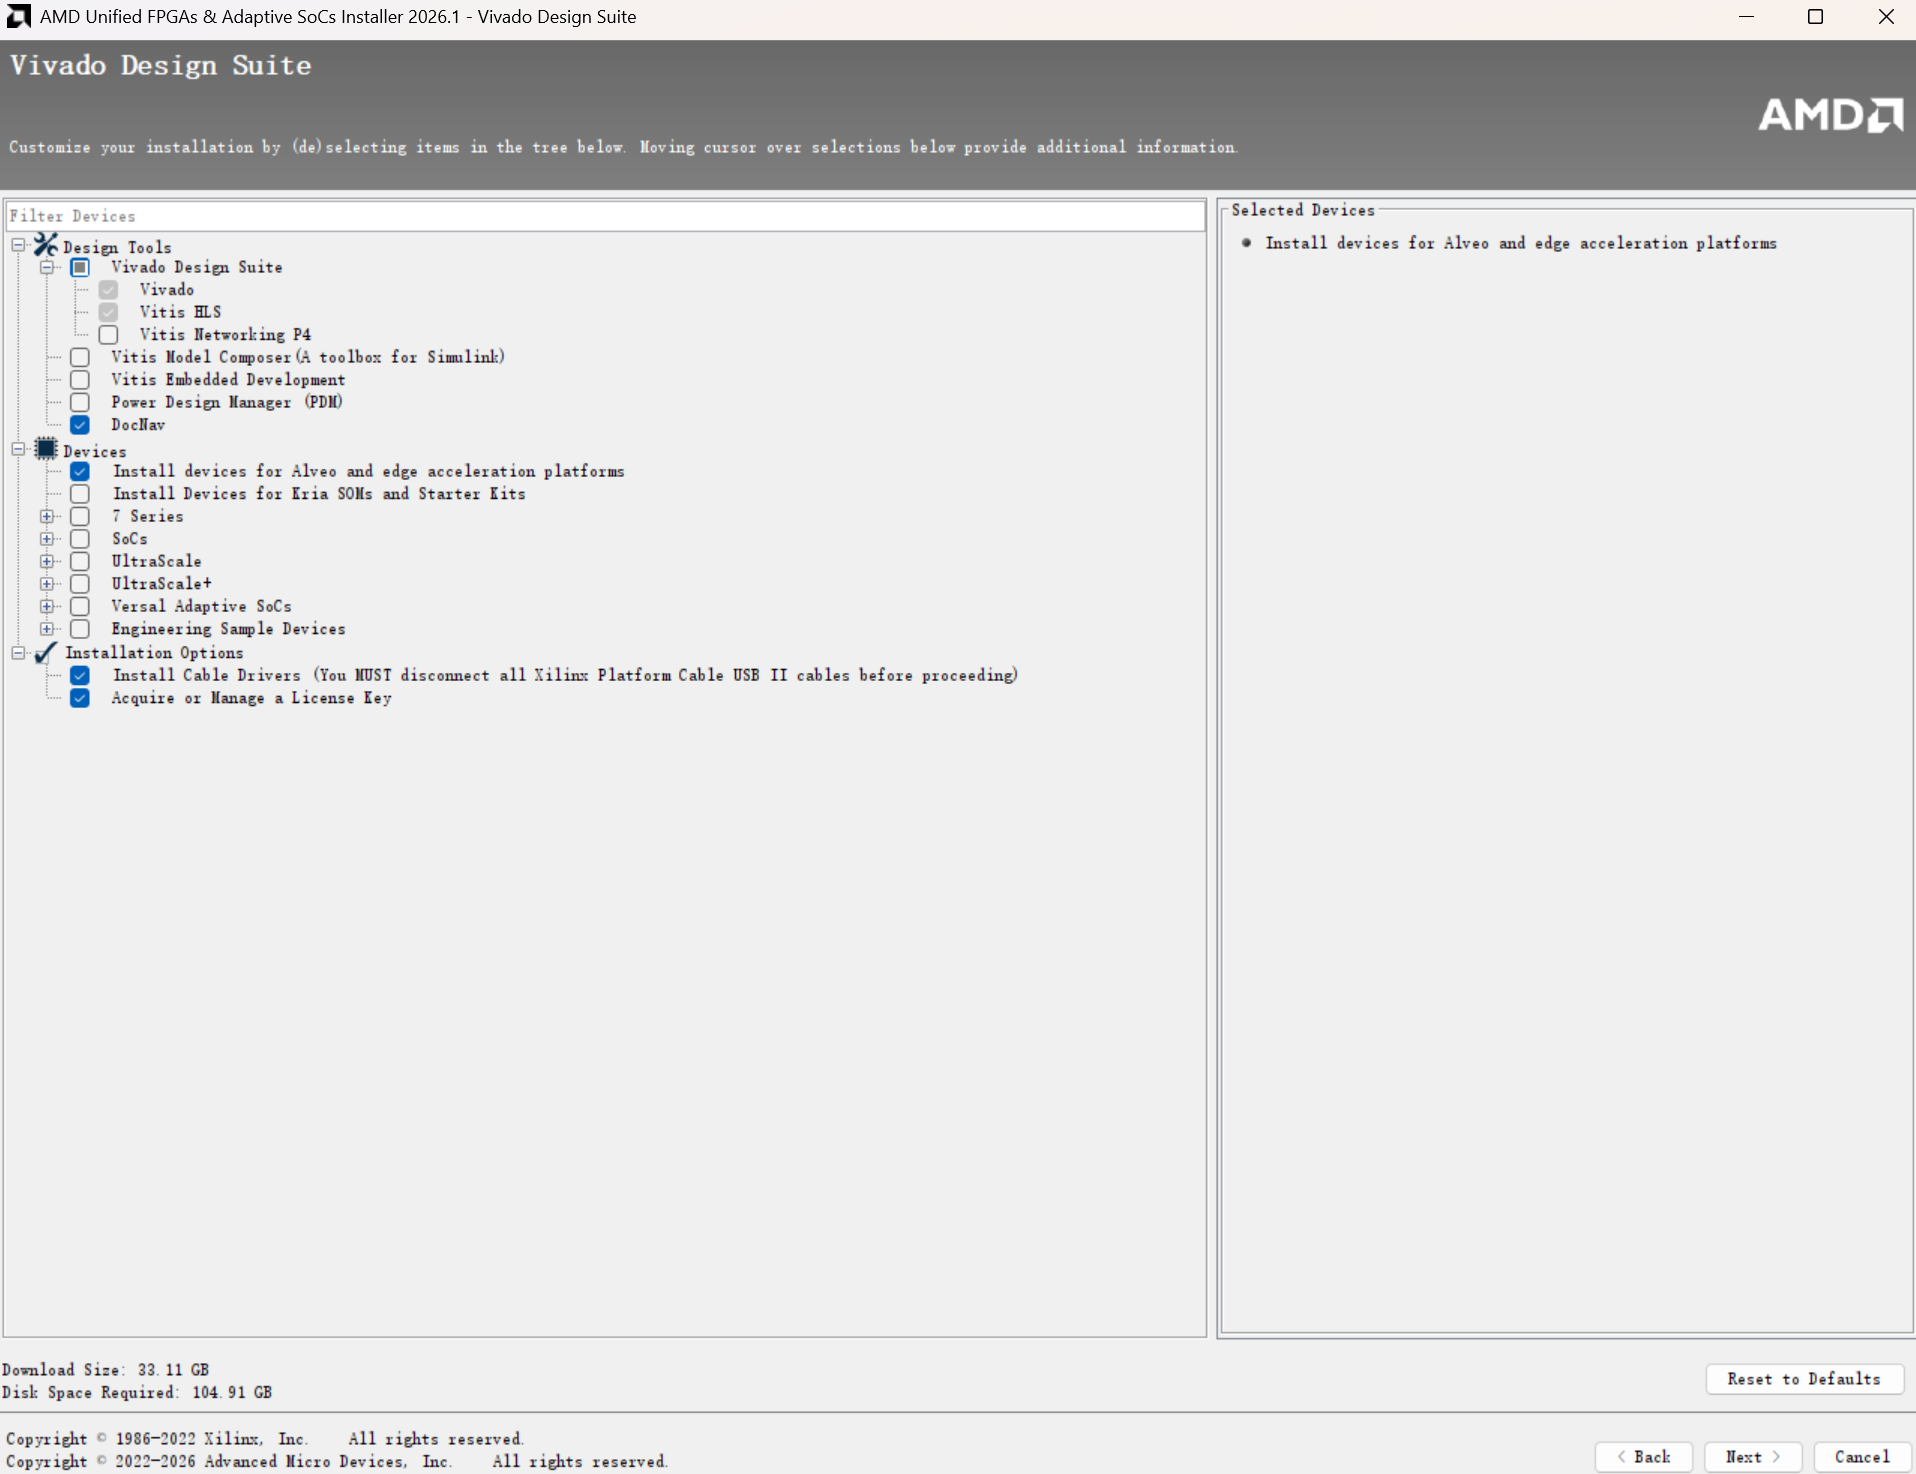 AMD Unified FPGAs & Adaptive SoCs Installer 2026.1 - Vivado Design Suite
Vivado Design Suite
AMD
Customize your installation by (de)selecting items in the tree below. Moving cursor over selections below provide additional information.
Filter Devices
Design Tools
Vivado Design Suite
Vivado
Vitis HLS
Vitis Networking P4
Vitis Model Composer(A toolbox for Simulink)
Vitis Embedded Development
Power Design Manager (PDM)
DocNav
Devices
Install devices for Alveo and edge acceleration platforms
Install Devices for Kria SOMs and Starter Kits
7 Series
SoCs
UltraScale
UltraScale+
Versal Adaptive SoCs
Engineering Sample Devices
Installation Options
Install Cable Drivers (You MUST disconnect all Xilinx Platform Cable USB II cables before proceeding)
Acquire or Manage a License Key
Selected Devices
Install devices for Alveo and edge acceleration platforms
Download Size: 33.11 GB
Disk Space Required: 104.91 GB
Reset to Defaults
Copyright © 1986-2022 Xilinx, Inc. All rights reserved.
Copyright © 2022-2026 Advanced Micro Devices, Inc. All rights reserved.
< Back
Next >
Cancel